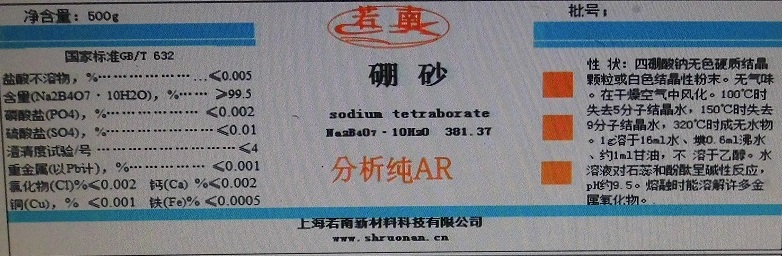 净含量：500g
国家标准GB/T 632
盐酸不溶物，%…………………≤0.005
含量(Na2B4O7·10H2O)，%…… ≥99.5
磷酸盐(PO4)，%……………… ≤0.002
硫酸盐(SO4)，%………………≤0.01
澄清度试验/号 …………………≤4
重金属(以Pb计)，%……………≤0.001
氯化物(Cl)%≤0.002 钙(Ca) %≤0.002
铜(Cu)，% ≤0.001 铁(Fe)% ≤0.0005
若南
硼 砂
sodium tetraborate
Na2B4O7·10H2O 381.37
分析纯AR
上海若南新材料科技有限公司
www.shruonan.cn
批号：
性 状：四硼酸钠无色硬质结晶
颗粒或白色结晶性粉末。无气味
。在干燥空气中风化。100℃时
失去5分子结晶水，150℃时失去
9分子结晶水，320℃时成无水物
。1g溶于16ml水、0.6ml沸水
、约1ml甘油，不 溶于乙醇。水
溶液对石蕊和酚酞呈碱性反应，
pH约9.5。熔融时能溶解许多金
属氧化物。